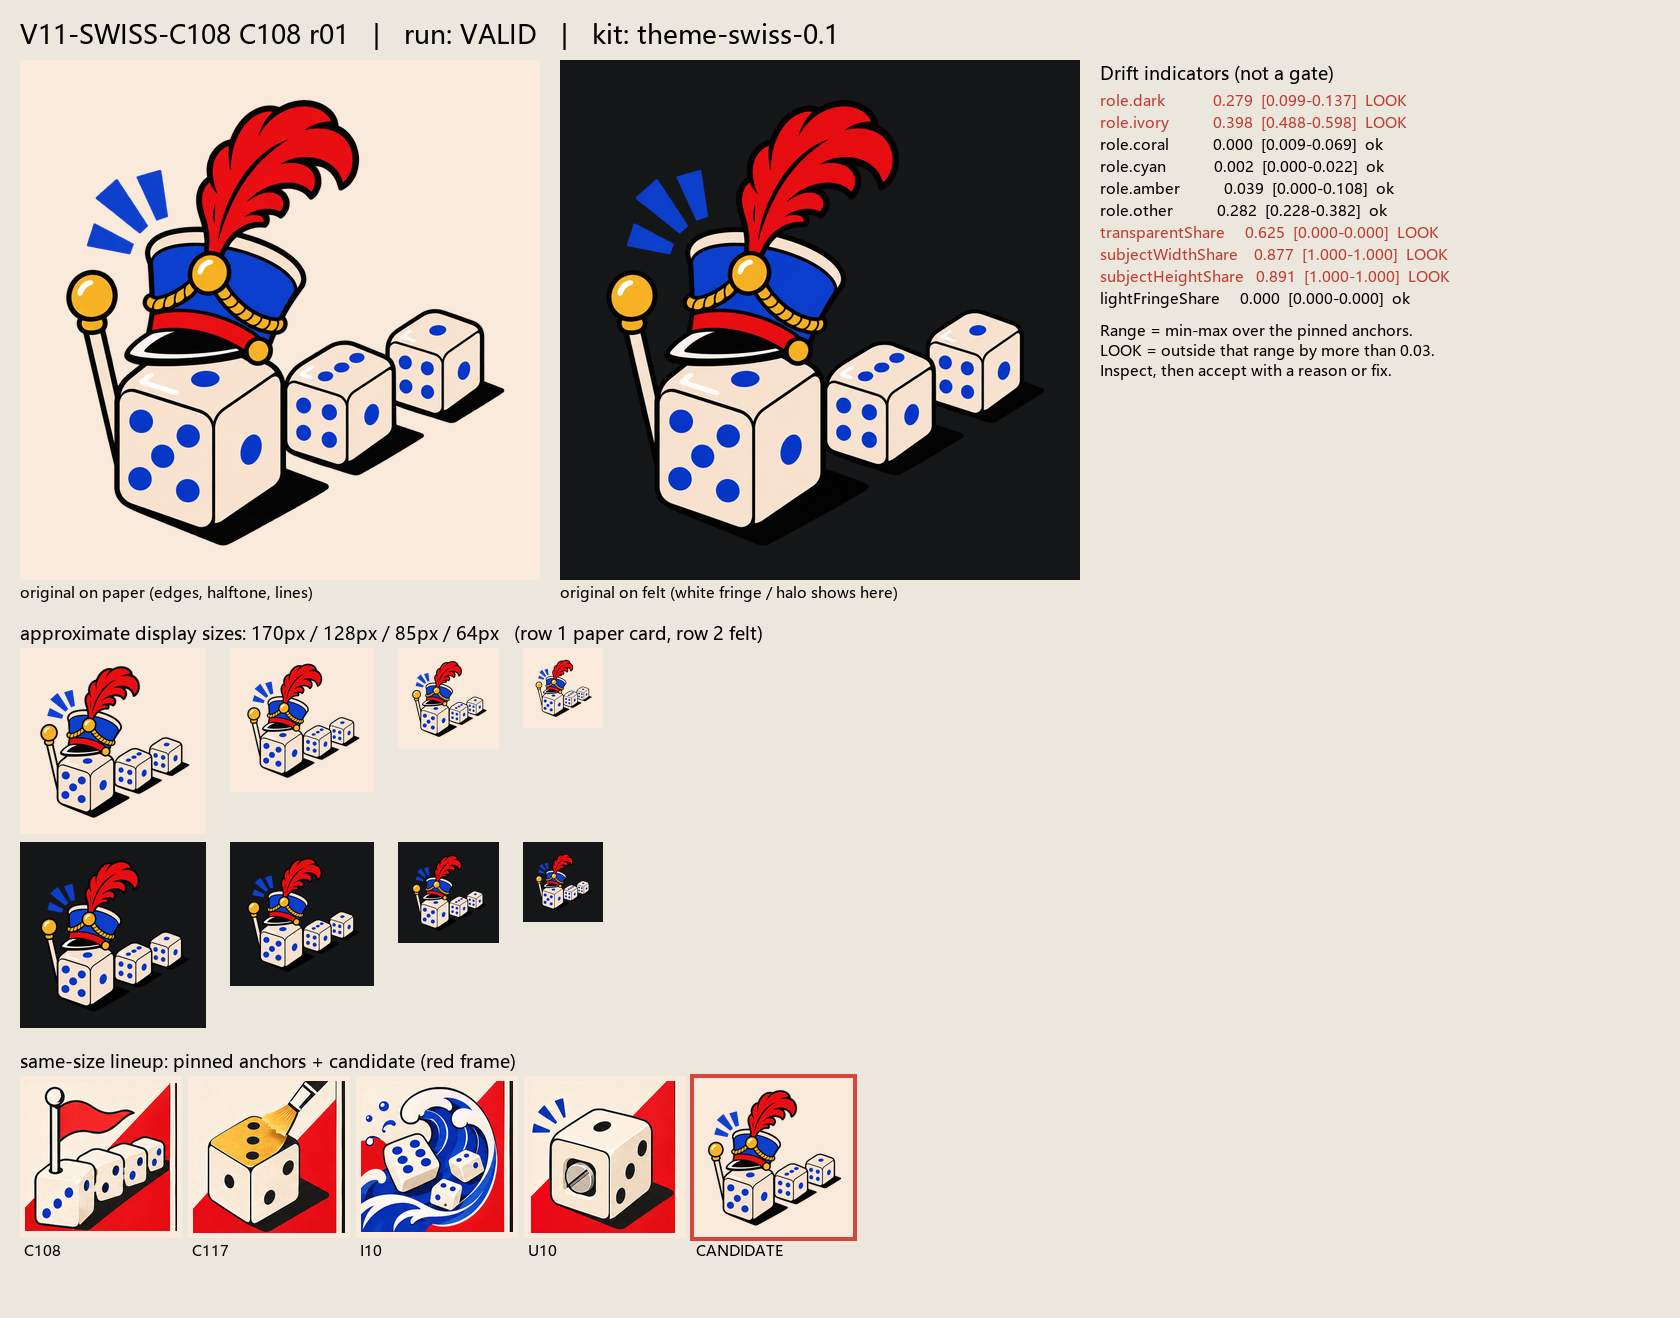 V11-SWISS-C108 C108 r01   |   run: VALID   |   kit: theme-swiss-0.1
Drift indicators (not a gate)
role.dark 0.279 [0.099-0.137] LOOK
role.ivory 0.398 [0.488-0.598] LOOK
role.coral 0.000 [0.009-0.069] ok
role.cyan 0.002 [0.000-0.022] ok
role.amber 0.039 [0.000-0.108] ok
role.other 0.282 [0.228-0.382] ok
transparentShare 0.625 [0.000-0.000] LOOK
subjectWidthShare 0.877 [1.000-1.000] LOOK
subjectHeightShare 0.891 [1.000-1.000] LOOK
lightFringeShare 0.000 [0.000-0.000] ok
Range = min-max over the pinned anchors.
LOOK = outside that range by more than 0.03.
Inspect, then accept with a reason or fix.
original on paper (edges, halftone, lines)
original on felt (white fringe / halo shows here)
approximate display sizes: 170px / 128px / 85px / 64px   (row 1 paper card, row 2 felt)
same-size lineup: pinned anchors + candidate (red frame)
C108
C117
I10
U10
CANDIDATE